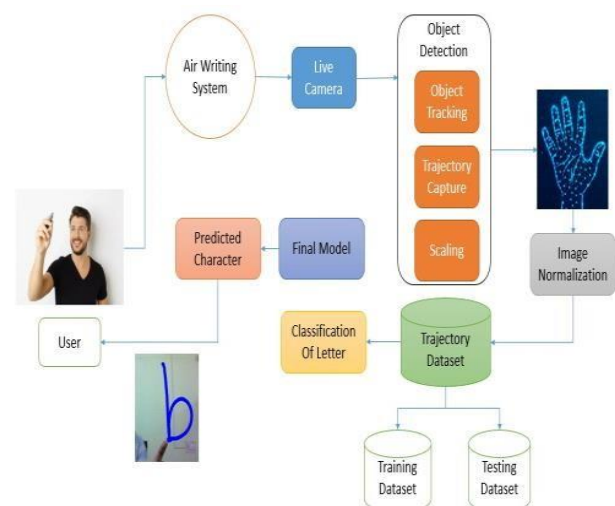 Air Writing
System
Live
Camera
Object
Detection
Object
Tracking
Trajectory
Capture
Scaling
Image
Normalization
Predicted
Character
Final Model
User
b
Classification
Of Letter
Trajectory
Dataset
Training
Dataset
Testing
Dataset